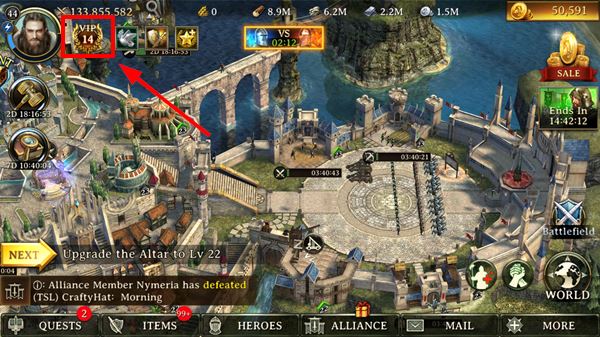 44
133,855,582
8.9M
6.2M
2.2M
1.5M
50,591
VIP
14
2D 18:16:53
VS
02:12
SALE
Ends In
14:42:12
2D 18:16:53
7D 10:40:04
03:40:21
03:40:43
Battlefield
NEXT
Upgrade the Altar to Lv 22
0:04
: Alliance Member Nymeria has defeated
(TSL) CraftyHat: Morning
WORLD
2
99+
QUESTS
ITEMS
HEROES
ALLIANCE
MAIL
MORE